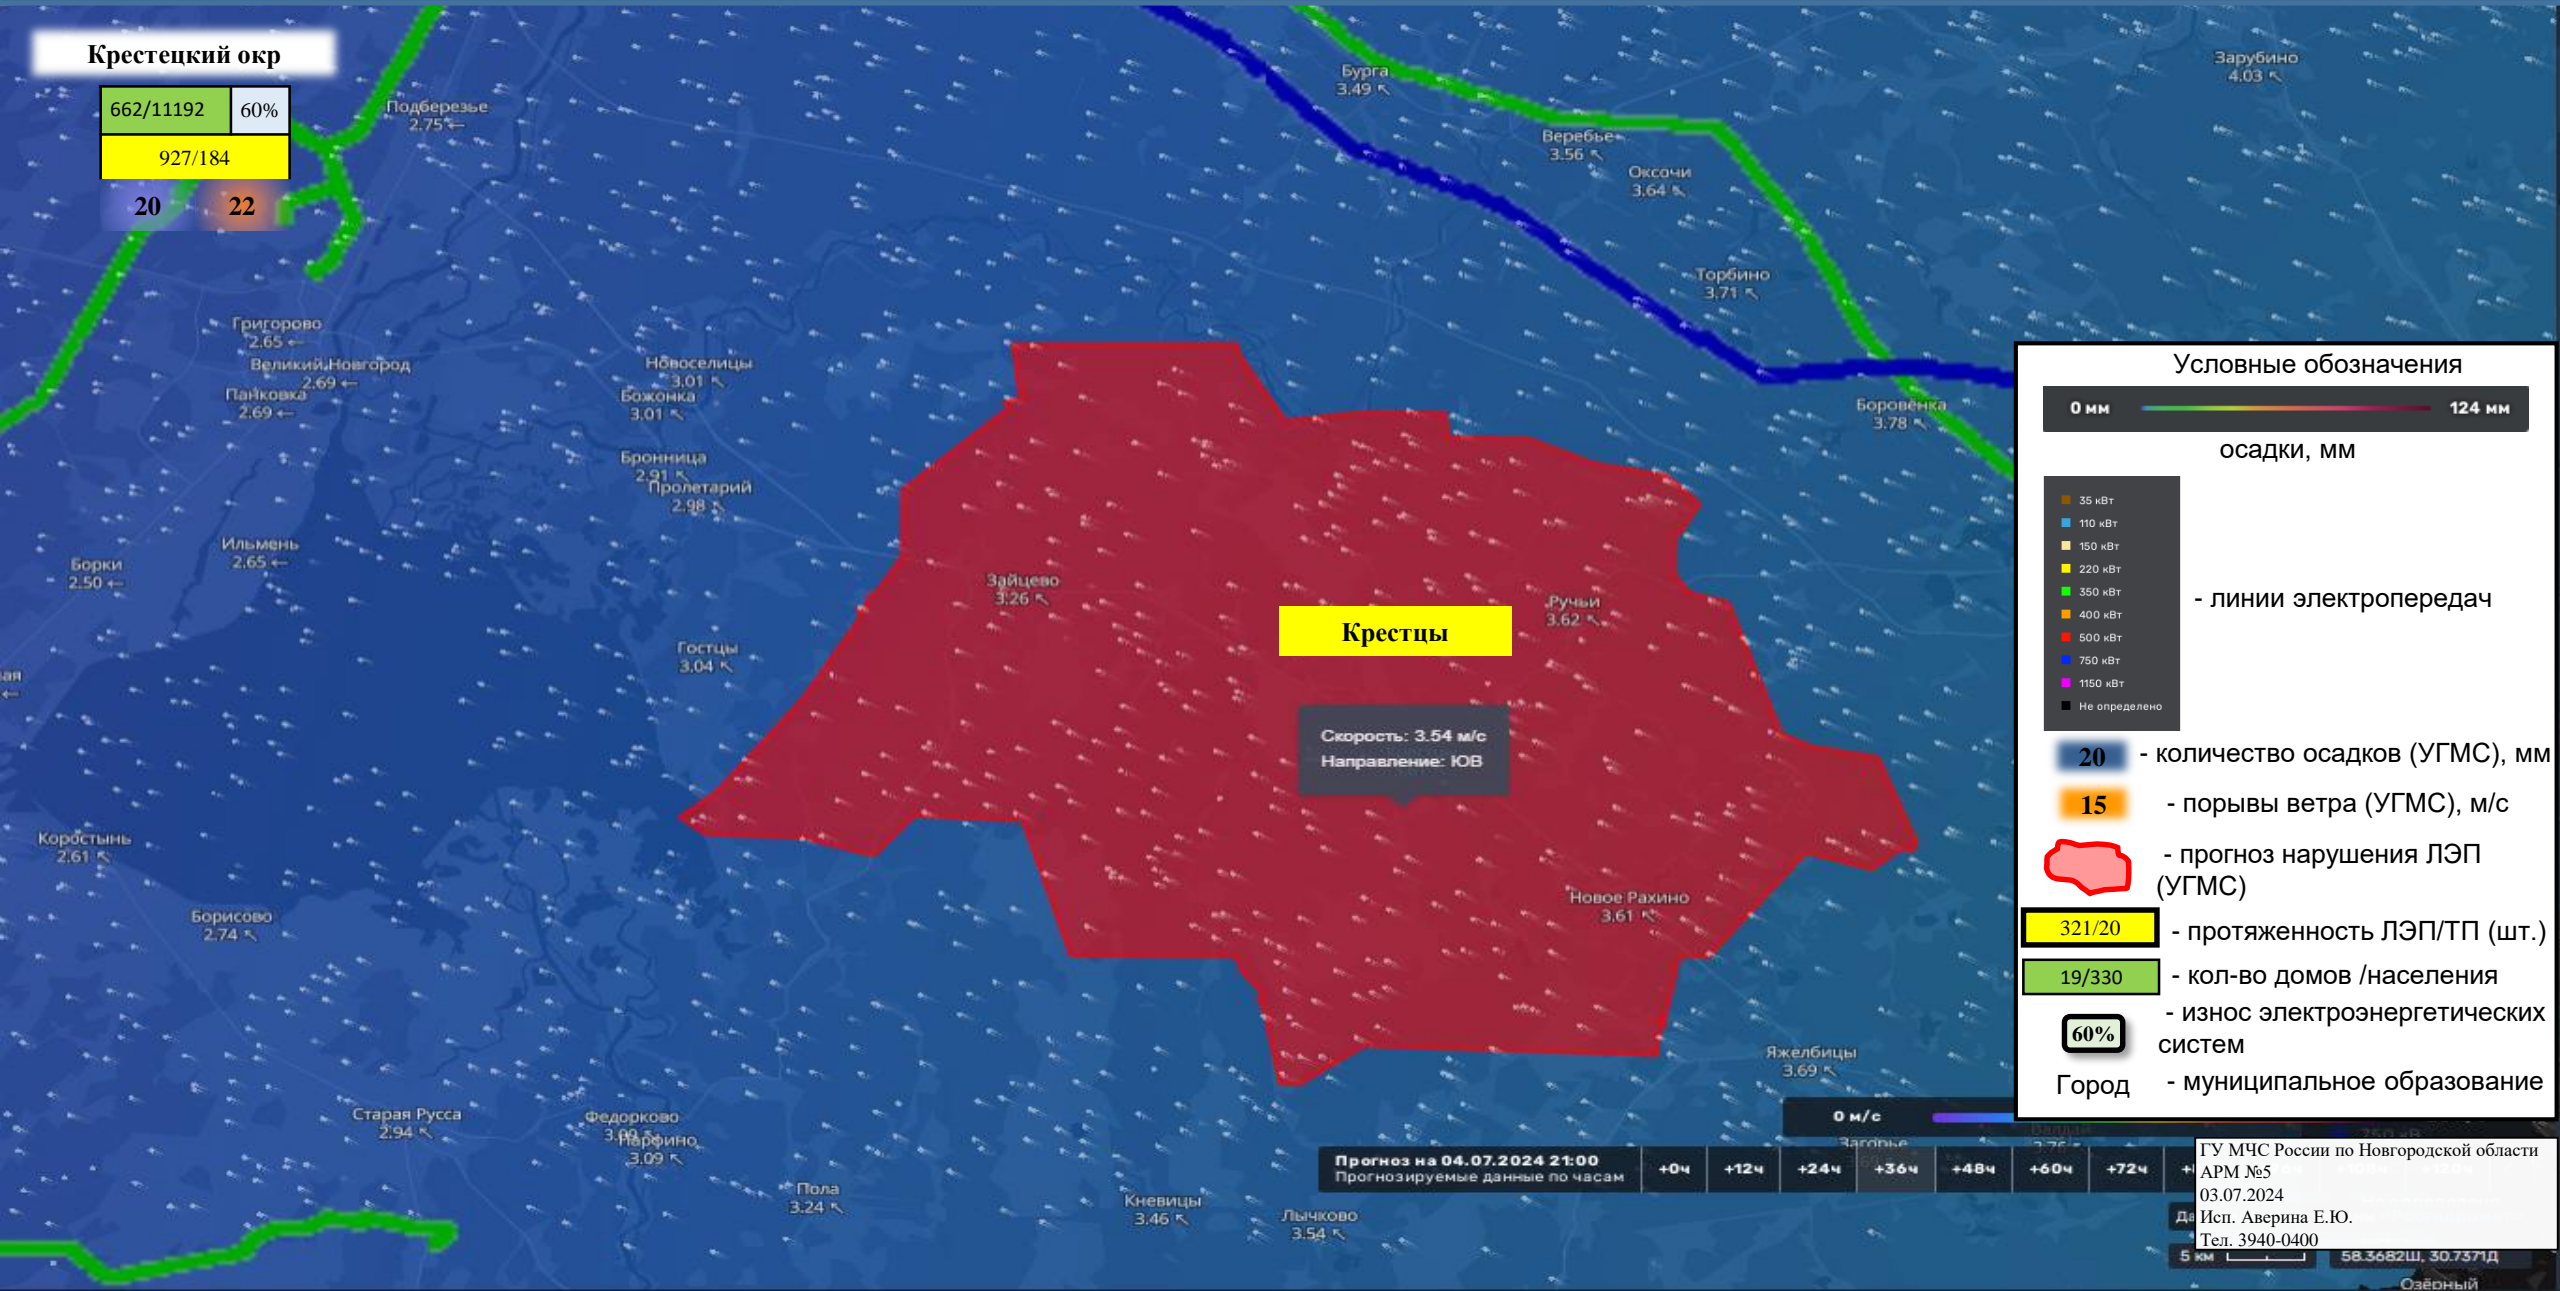 Крестецкий окр
662/11192 60%
927/184
20 22
Подберезье
2.75 ←
Бурга
3.49 ↖
Зарубино
4.03 ↖
Веребье
3.56 ↖
Оксочи
3.64 ↖
Торбино
3.71 ↖
Григорово
2.65 ←
Великий Новгород
2.69 ←
Панковка
2.69 ←
Новоселицы
3.01 ↖
Божонка
3.01 ↖
Боровёнка
3.78 ↖
Бронница
2.91 ↖
Пролетарий
2.98 ↖
Ильмень
2.65 ←
Борки
2.50 ←
Зайцево
3.26 ↖
Ручьи
3.62 ↖
Крестцы
Гостцы
3.04 ↖
ая
←
Скорость: 3.54 м/с
Направление: ЮВ
Коростынь
2.61 ↖
Борисово
2.74 ↖
Новое Рахино
3.61 ↖
Яжелбицы
3.69 ↖
Старая Русса
2.94 ↖
Федорково
Парфино
3.09 ↖
Пола
3.24 ↖
Кневицы
3.46 ↖
Лычково
3.54 ↖
Условные обозначения
0 мм 124 мм
осадки, мм
35 кВт
110 кВт
150 кВт
220 кВт
350 кВт
400 кВт
500 кВт
750 кВт
1150 кВт
Не определено
- линии электропередач
20 - количество осадков (УГМС), мм
15 - порывы ветра (УГМС), м/с
- прогноз нарушения ЛЭП
(УГМС)
321/20 - протяженность ЛЭП/ТП (шт.)
19/330 - кол-во домов /населения
- износ электроэнергетических
60% систем
Город - муниципальное образование
0 м/с
Валдай
3.76
750 кВ
Загорье
Прогноз на 04.07.2024 21:00
Прогнозируемые данные по часам
+0ч +12ч +24ч +36ч +48ч +60ч +72ч
ГУ МЧС России по Новгородской области
АРМ №5
03.07.2024
Исп. Аверина Е.Ю.
Тел. 3940-0400
5 км 58.3682Ш, 30.7371Д
Озёрный